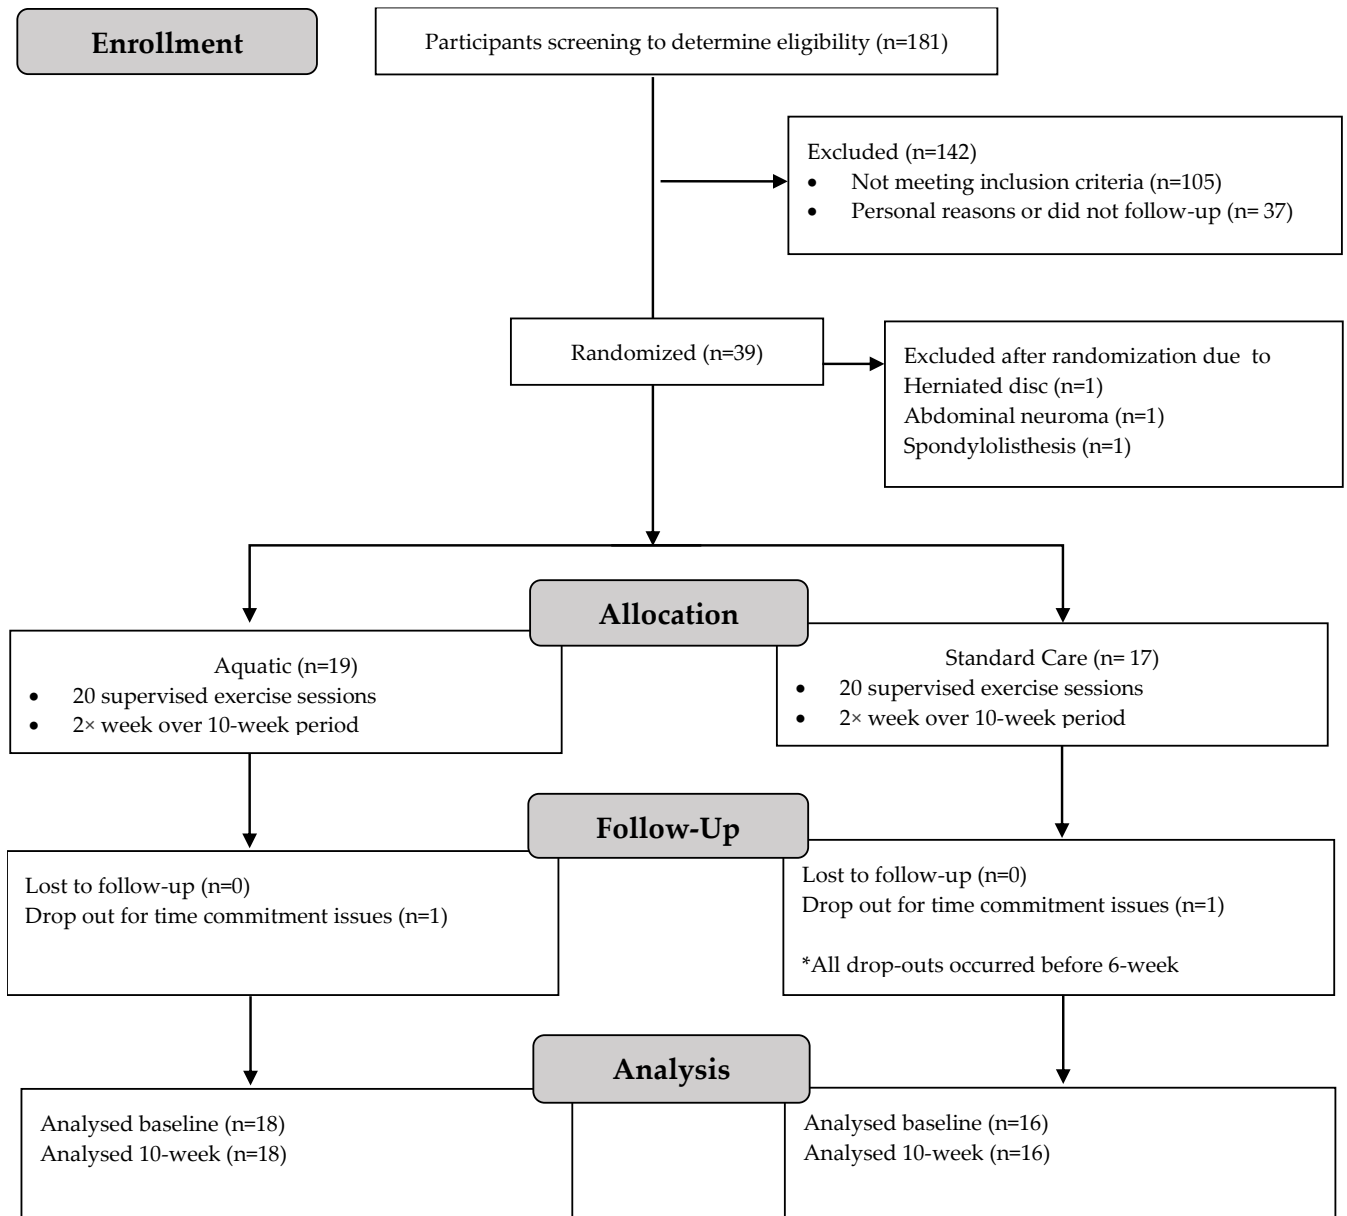 Enrollment
Participants screening to determine eligibility (n=181)
Excluded (n=142)
• Not meeting inclusion criteria (n=105)
• Personal reasons or did not follow-up (n= 37)
Randomized (n=39)
Excluded after randomization due to
Herniated disc (n=1)
Abdominal neuroma (n=1)
Spondylolisthesis (n=1)
Allocation
Aquatic (n=19)
• 20 supervised exercise sessions
• 2× week over 10-week period
Standard Care (n= 17)
• 20 supervised exercise sessions
• 2× week over 10-week period
Follow-Up
Lost to follow-up (n=0)
Drop out for time commitment issues (n=1)
Lost to follow-up (n=0)
Drop out for time commitment issues (n=1)
*All drop-outs occurred before 6-week
Analysis
Analysed baseline (n=18)
Analysed 10-week (n=18)
Analysed baseline (n=16)
Analysed 10-week (n=16)